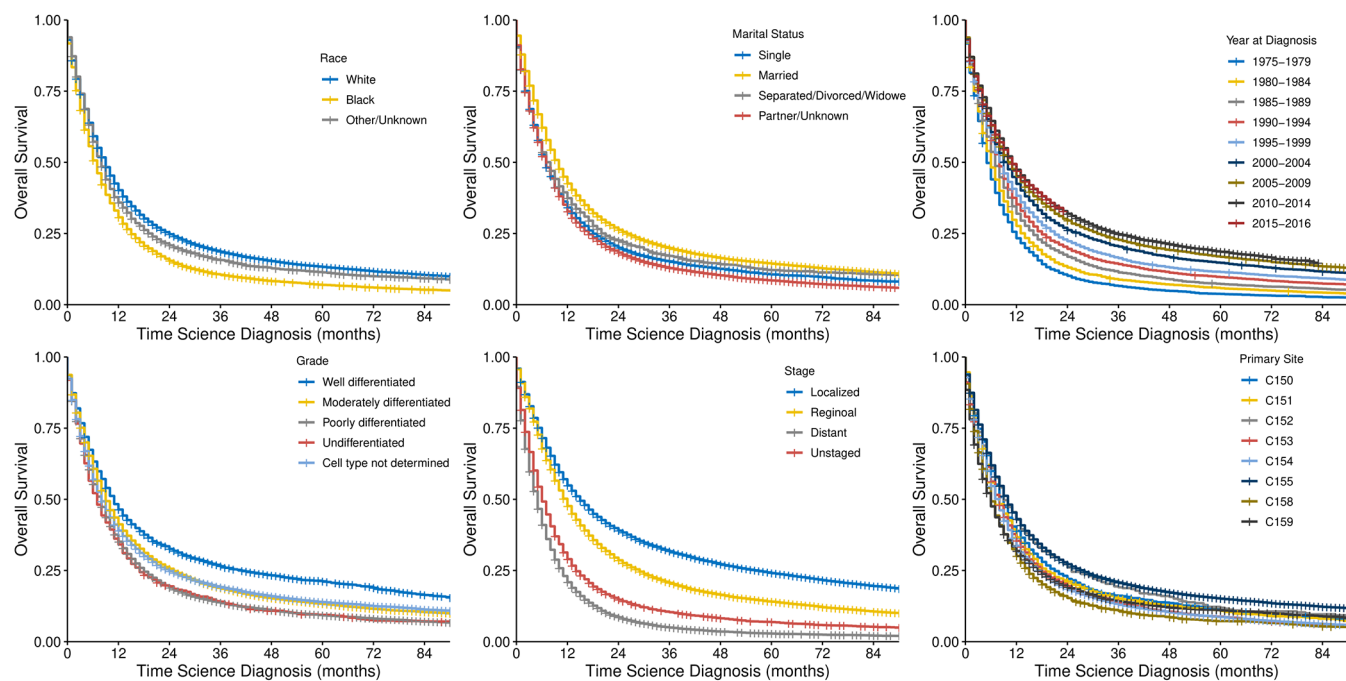 Race
White
Black
Other/Unknown
Overall Survival
1.00
0.75
0.50
0.25
0.00
0 12 24 36 48 60 72 84
Time Science Diagnosis (months)
Marital Status
Single
Married
Separated/Divorced/Widowe
Partner/Unknown
Overall Survival
1.00
0.75
0.50
0.25
0.00
0 12 24 36 48 60 72 84
Time Science Diagnosis (months)
Year at Diagnosis
1975−1979
1980−1984
1985−1989
1990−1994
1995−1999
2000−2004
2005−2009
2010−2014
2015−2016
Overall Survival
1.00
0.75
0.50
0.25
0.00
0 12 24 36 48 60 72 84
Time Science Diagnosis (months)
Grade
Well differentiated
Moderately differentiated
Poorly differentiated
Undifferentiated
Cell type not determined
Overall Survival
1.00
0.75
0.50
0.25
0.00
0 12 24 36 48 60 72 84
Time Science Diagnosis (months)
Stage
Localized
Reginoal
Distant
Unstaged
Overall Survival
1.00
0.75
0.50
0.25
0.00
0 12 24 36 48 60 72 84
Time Science Diagnosis (months)
Primary Site
C150
C151
C152
C153
C154
C155
C158
C159
Overall Survival
1.00
0.75
0.50
0.25
0.00
0 12 24 36 48 60 72 84
Time Science Diagnosis (months)